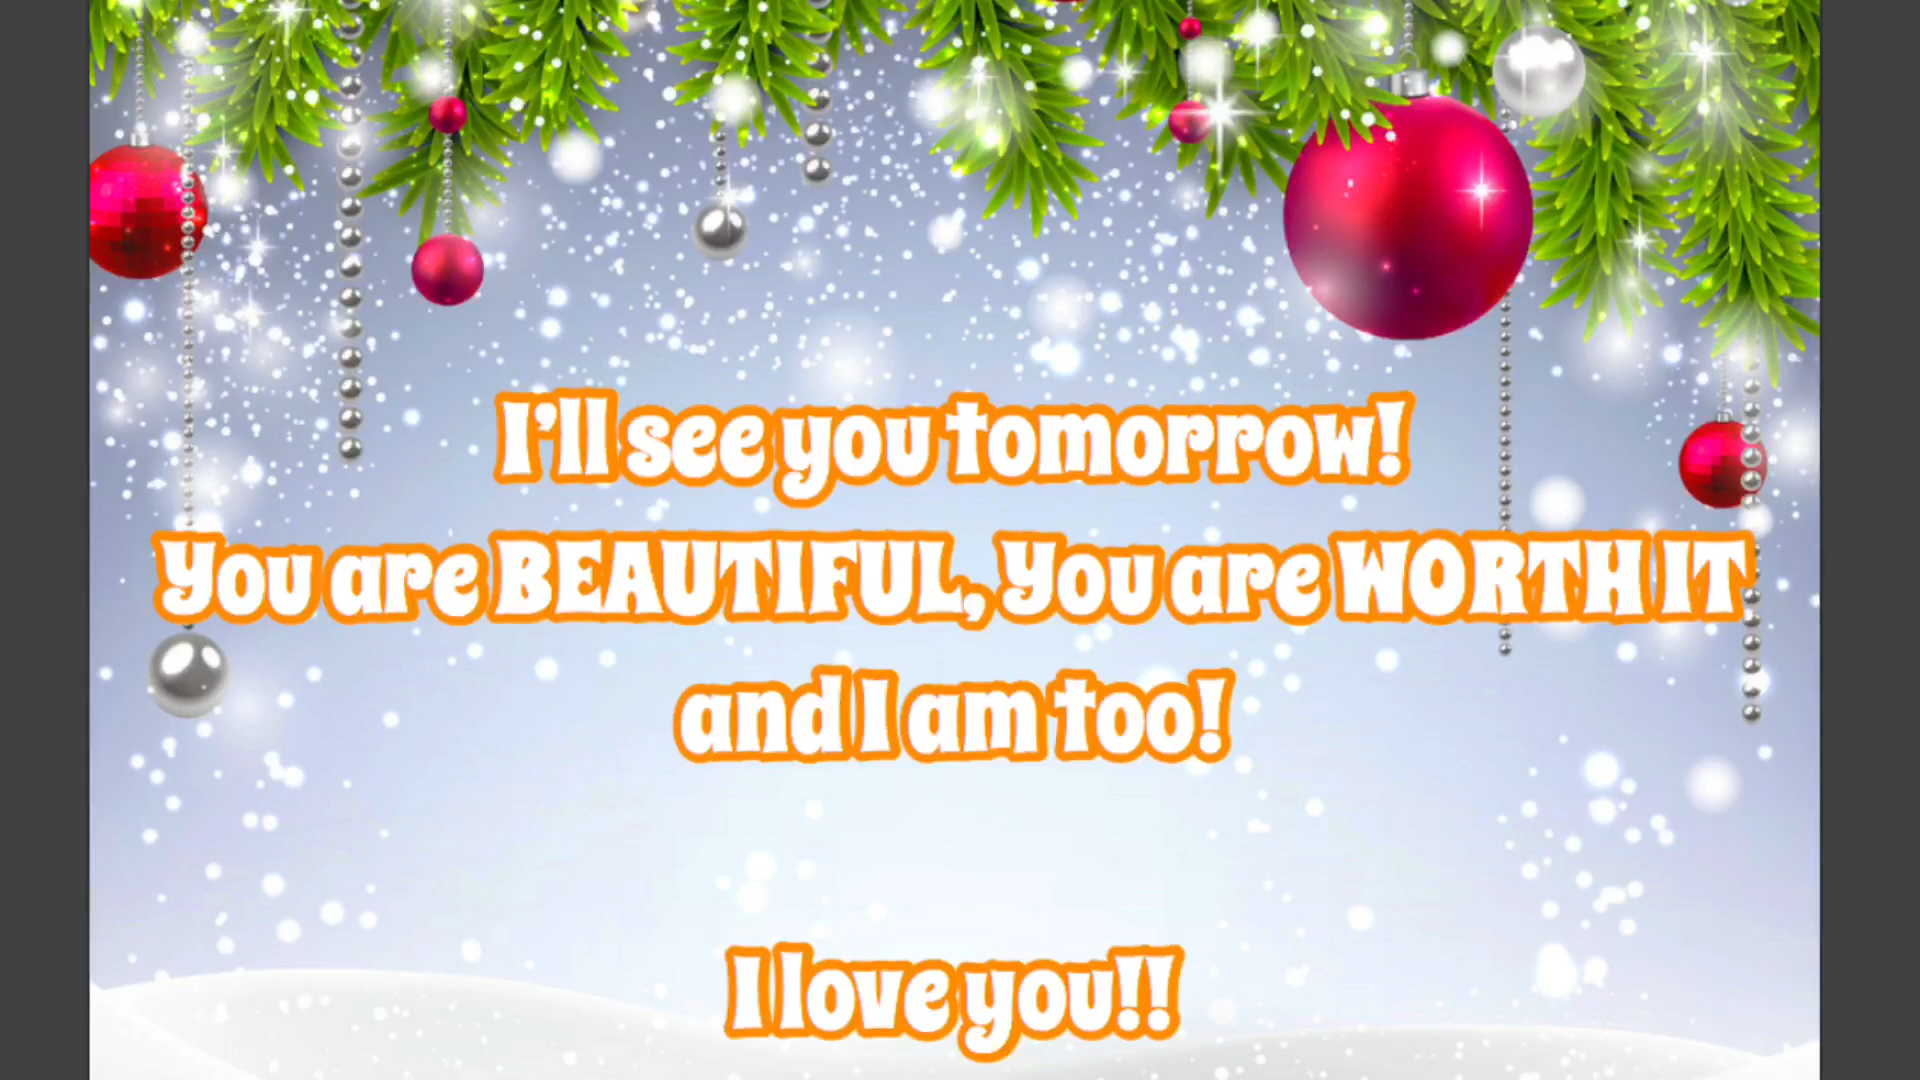 I'll see you tomorrow!
You are BEAUTIFUL, You are WORTH IT
and I am too!
I love you!!